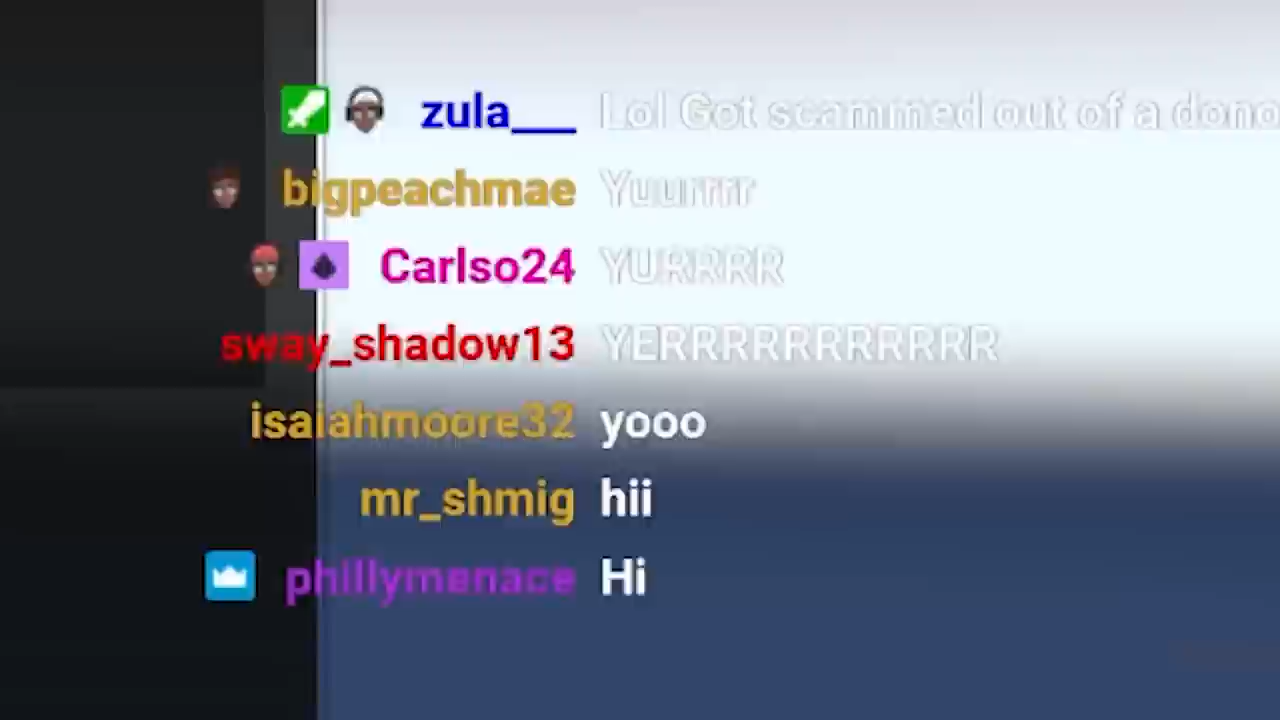 zula___ Lol Got scammed out of a dono
bigpeachmae Yuurrrr
Carlso24 YURRRR
sway_shadow13 YERRRRRRRRRRR
isaiahmoore32 yooo
mr_shmig hii
phillymenace Hi